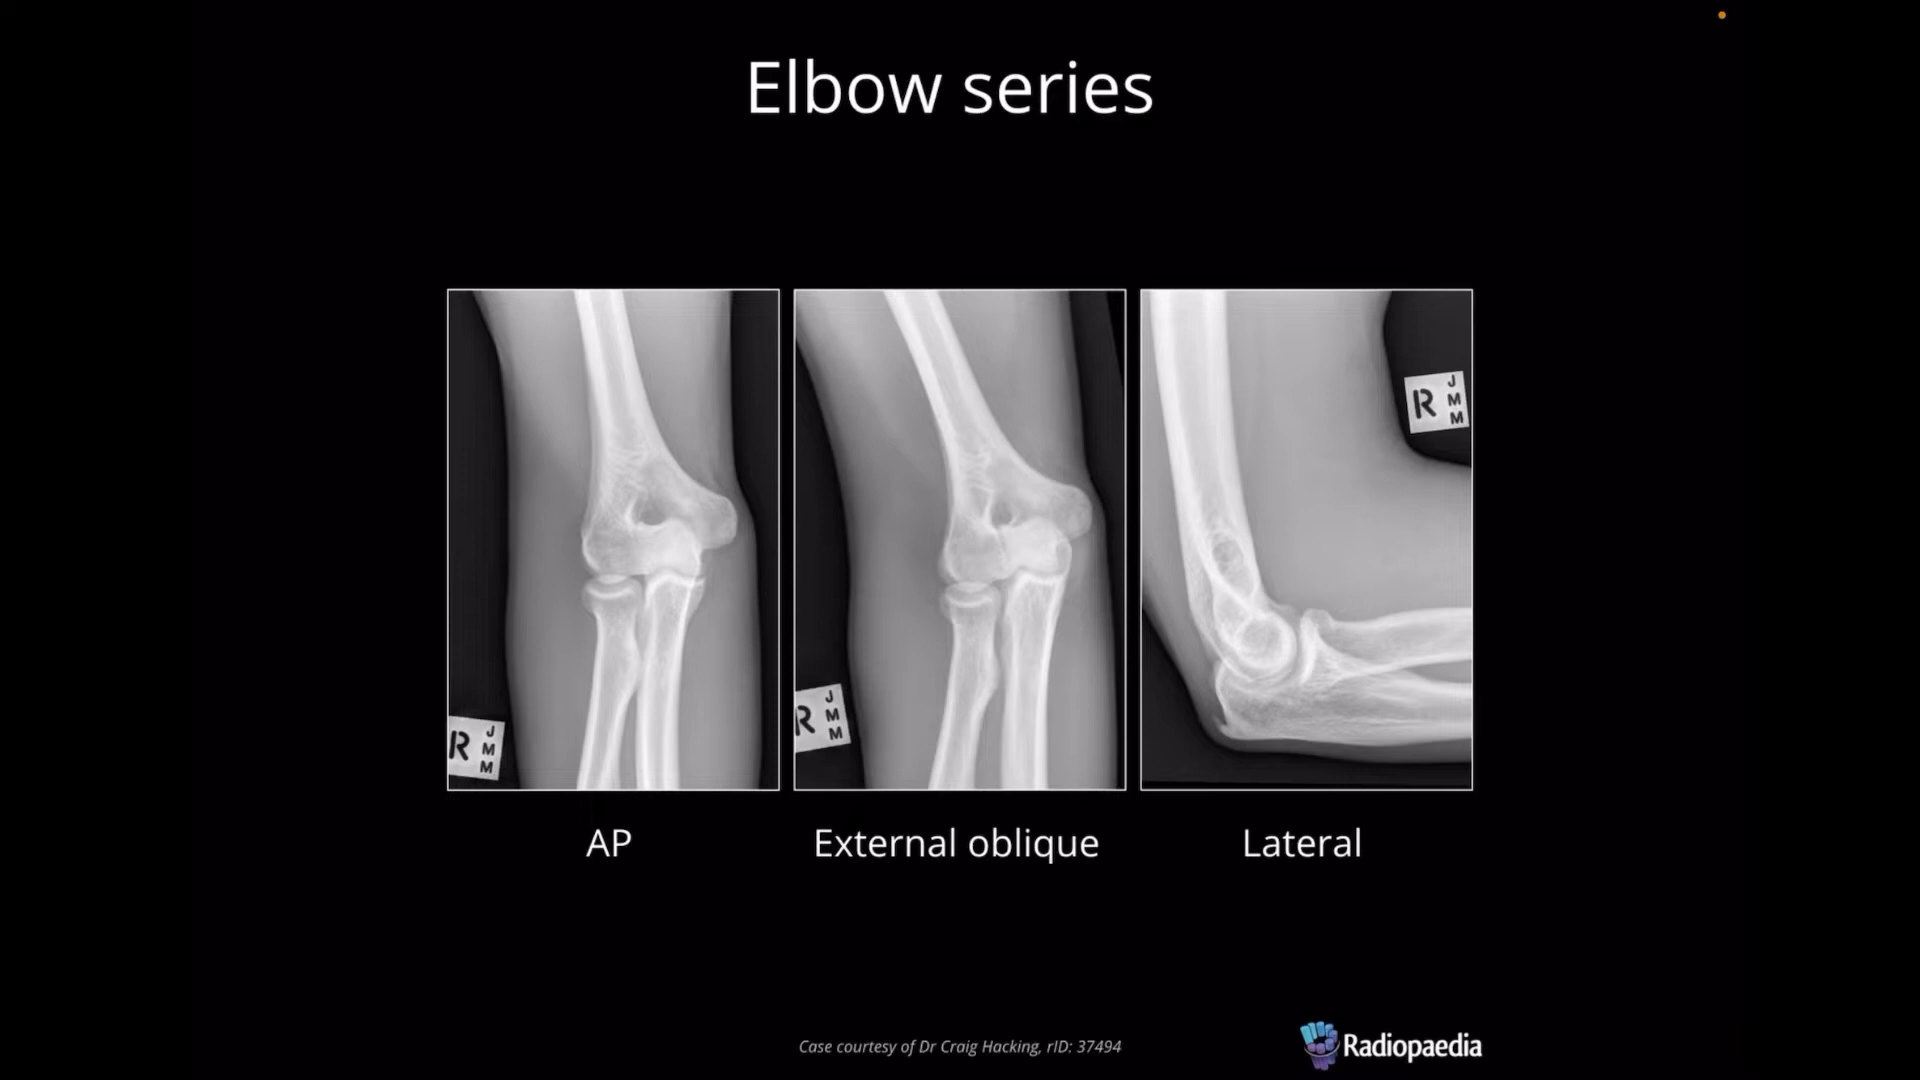 Elbow series
R J M M
R J M M
R J M M
AP
External oblique
Lateral
Case courtesy of Dr Craig Hacking, rID: 37494
Radiopaedia